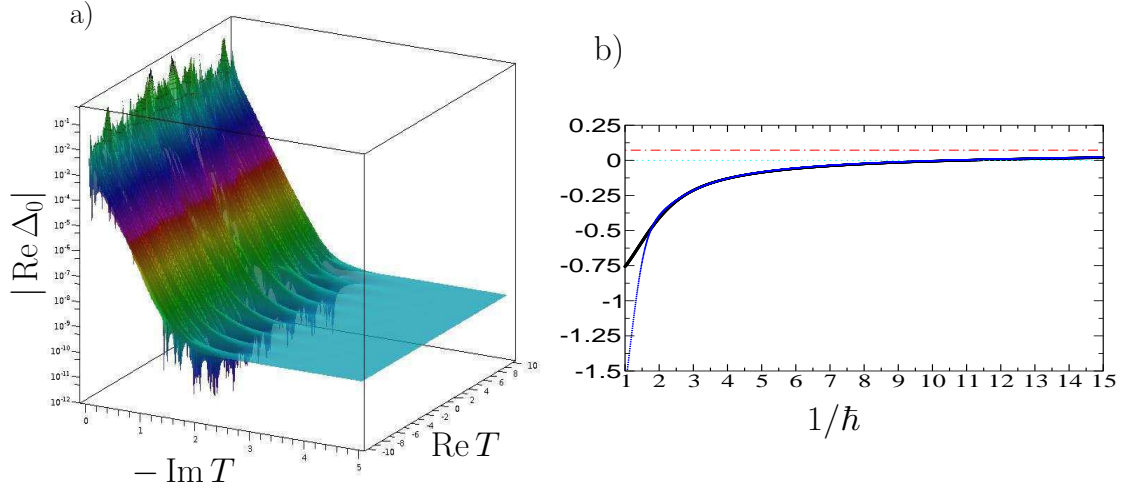 a)
|Re Δ₀|
10⁻¹
10⁻²
10⁻³
10⁻⁴
10⁻⁵
10⁻⁶
10⁻⁷
10⁻⁸
10⁻⁹
10⁻¹⁰
10⁻¹¹
10⁻¹²
0 1 2 3 4 5
− Im T
-10 -8 -6 -4 -2 0 2 4 6 8 10
Re T
b)
0.25
0
-0.25
-0.5
-0.75
-1
-1.25
-1.5
1 2 3 4 5 6 7 8 9 10 11 12 13 14 15
1/ℏ